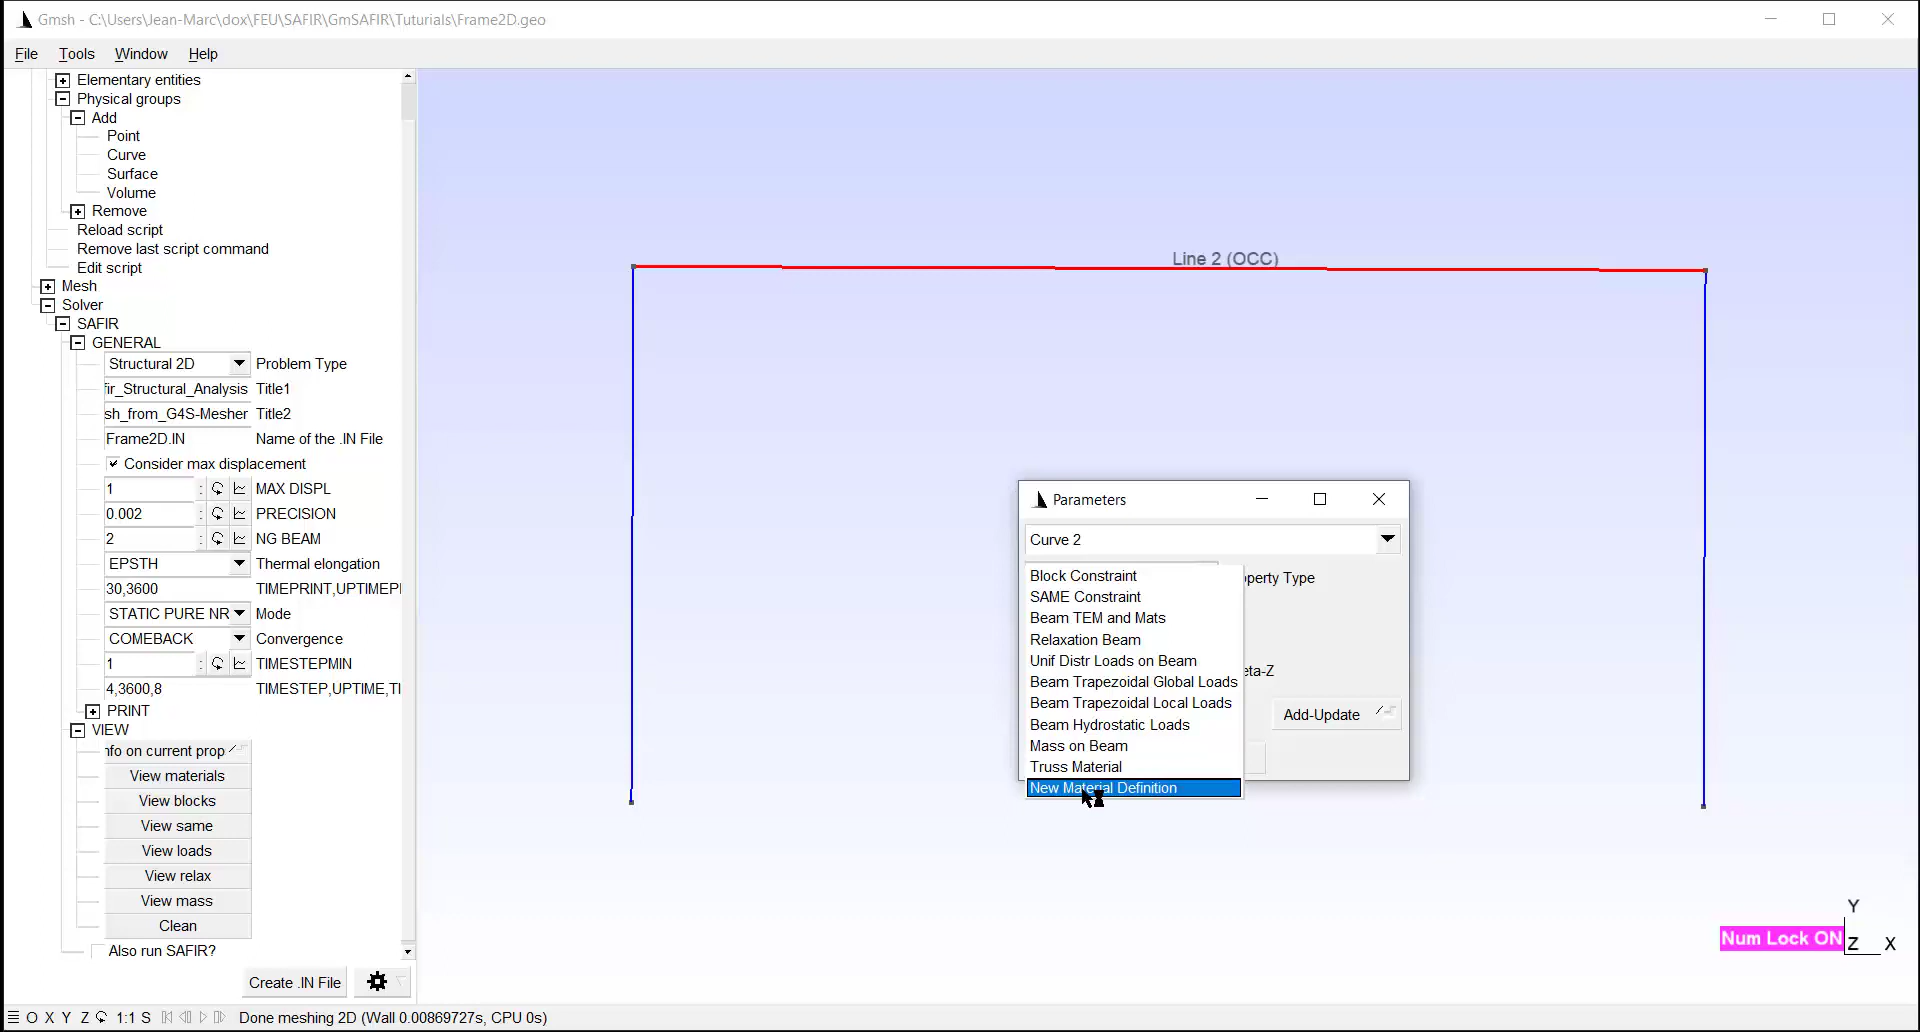 Gmsh - C:\Users\Jean-Marc\dox\FEU\SAFIR\GmSAFIR\Tuturials\Frame2D.geo
File Tools Window Help
Elementary entities
Physical groups
Add
Point
Curve
Surface
Volume
Remove
Reload script
Remove last script command
Edit script
Mesh
Solver
SAFIR
GENERAL
Structural 2D Problem Type
fir_Structural_Analysis Title1
sh_from_G4S-Mesher Title2
Frame2D.IN Name of the .IN File
Consider max displacement
1 : MAX DISPL
0.002 : PRECISION
2 : NG BEAM
EPSTH Thermal elongation
30,3600 TIMEPRINT,UPTIMEP
STATIC PURE NR Mode
COMEBACK Convergence
1 : TIMESTEPMIN
4,3600,8 TIMESTEP,UPTIME,TI
PRINT
VIEW
nfo on current prop
View materials
View blocks
View same
View loads
View relax
View mass
Clean
Also run SAFIR?
Create .IN File
Line 2 (OCC)
Parameters
Curve 2
operty Type
Block Constraint
SAME Constraint
Beam TEM and Mats
Relaxation Beam
Unif Distr Loads on Beam
eta-Z
Beam Trapezoidal Global Loads
Beam Trapezoidal Local Loads
Add-Update
Beam Hydrostatic Loads
Mass on Beam
Truss Material
New Material Definition
Y
Num Lock ON
Z X
O X Y Z 1:1 S Done meshing 2D (Wall 0.00869727s, CPU 0s)